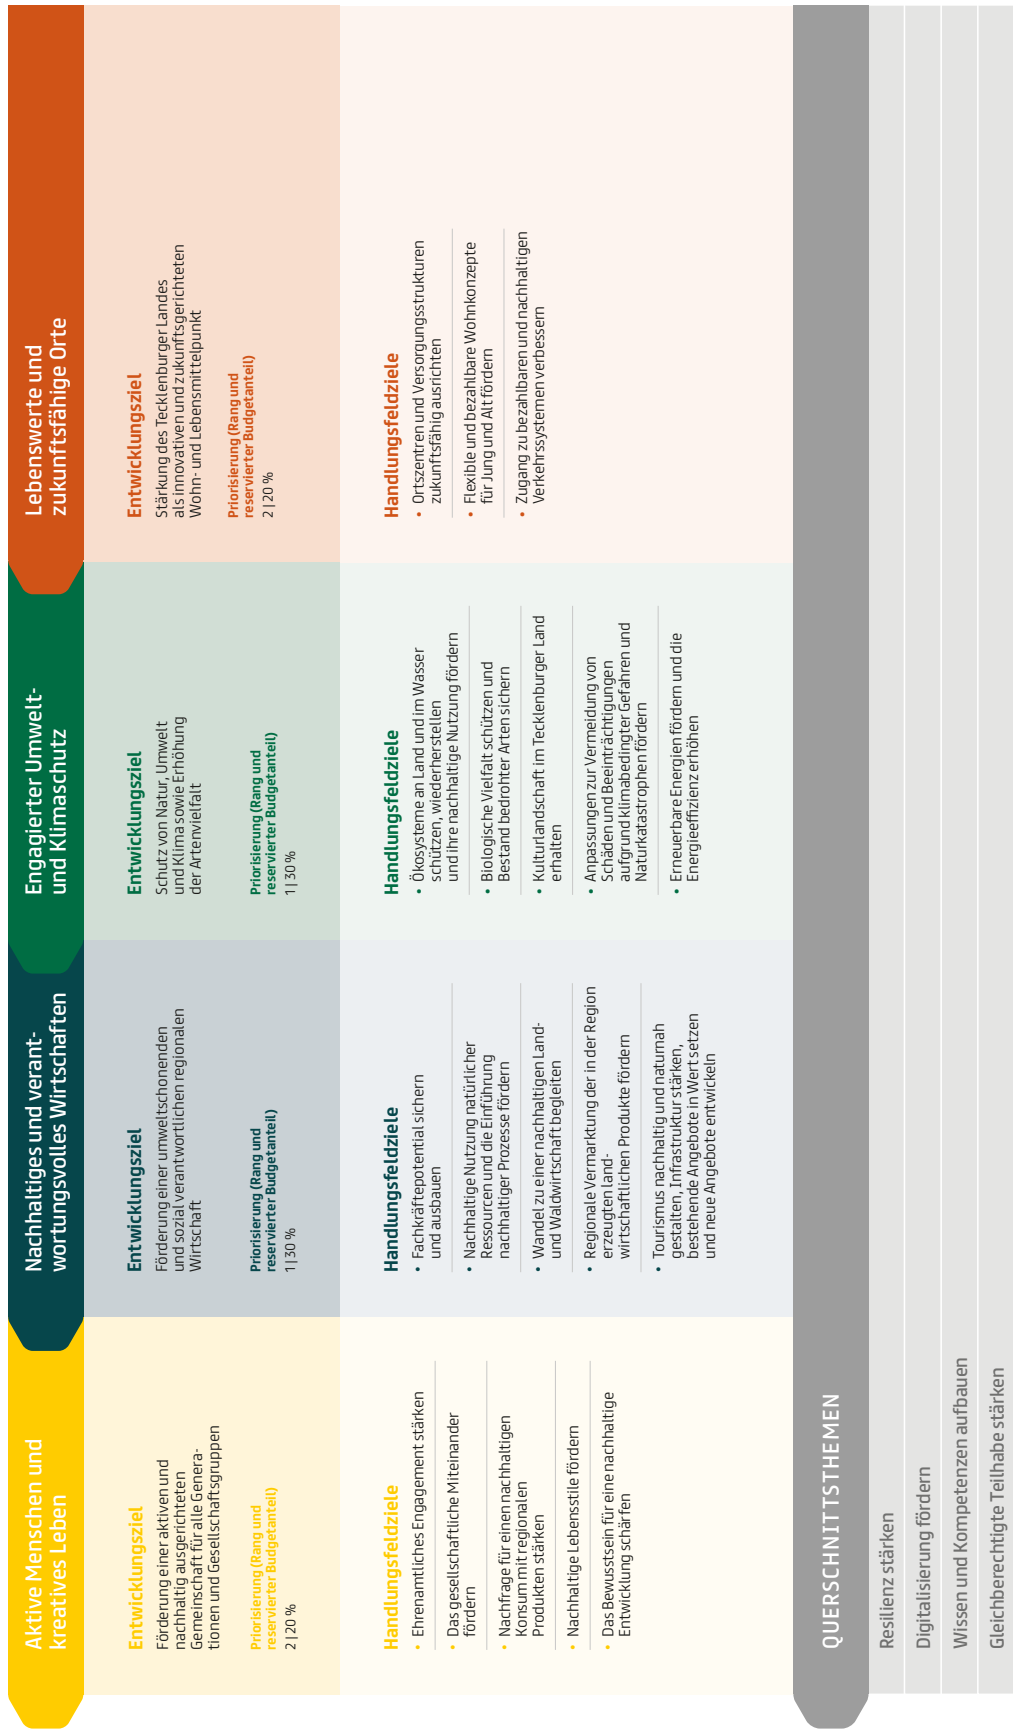 Aktive Menschen und
kreatives Leben
Entwicklungsziel
Förderung einer aktiven und
nachhaltig ausgerichteten
Gemeinschaft für alle Genera-
tionen und Gesellschaftsgruppen
Priorisierung (Rang und
reservierter Budgetanteil)
2 | 20 %
Handlungsfeldziele
• Ehrenamtliches Engagement stärken
• Das gesellschaftliche Miteinander
fördern
• Nachfrage für einen nachhaltigen
Konsum mit regionalen
Produkten stärken
• Nachhaltige Lebensstile fördern
• Das Bewusstsein für eine nachhaltige
Entwicklung schärfen
Nachhaltiges und verant-
wortungsvolles Wirtschaften
Entwicklungsziel
Förderung einer umweltschonenden
und sozial verantwortlichen regionalen
Wirtschaft
Priorisierung (Rang und
reservierter Budgetanteil)
1 | 30 %
Handlungsfeldziele
• Fachkräftepotential sichern
und ausbauen
• Nachhaltige Nutzung natürlicher
Ressourcen und die Einführung
nachhaltiger Prozesse fördern
• Wandel zu einer nachhaltigen Land-
und Waldwirtschaft begleiten
• Regionale Vermarktung der in der Region
erzeugten land-
wirtschaftlichen Produkte fördern
• Tourismus nachhaltig und naturnah
gestalten, Infrastruktur stärken,
bestehende Angebote in Wert setzen
und neue Angebote entwickeln
Engagierter Umwelt-
und Klimaschutz
Entwicklungsziel
Schutz von Natur, Umwelt
und Klima sowie Erhöhung
der Artenvielfalt
Priorisierung (Rang und
reservierter Budgetanteil)
1 | 30 %
Handlungsfeldziele
• Ökosysteme an Land und im Wasser
schützen, wiederherstellen
und ihre nachhaltige Nutzung fördern
• Biologische Vielfalt schützen und
Bestand bedrohter Arten sichern
• Kulturlandschaft im Tecklenburger Land
erhalten
• Anpassungen zur Vermeidung von
Schäden und Beeinträchtigungen
aufgrund klimabedingter Gefahren und
Naturkatastrophen fördern
• Erneuerbare Energien fördern und die
Energieeffizienz erhöhen
Lebenswerte und
zukunftsfähige Orte
Entwicklungsziel
Stärkung des Tecklenburger Landes
als innovativen und zukunftsgerichteten
Wohn- und Lebensmittelpunkt
Priorisierung (Rang und
reservierter Budgetanteil)
2 | 20 %
Handlungsfeldziele
• Ortszentren und Versorgungsstrukturen
zukunftsfähig ausrichten
• Flexible und bezahlbare Wohnkonzepte
für Jung und Alt fördern
• Zugang zu bezahlbaren und nachhaltigen
Verkehrssystemen verbessern
QUERSCHNITTSTHEMEN
Resilienz stärken
Digitalisierung fördern
Wissen und Kompetenzen aufbauen
Gleichberechtigte Teilhabe stärken